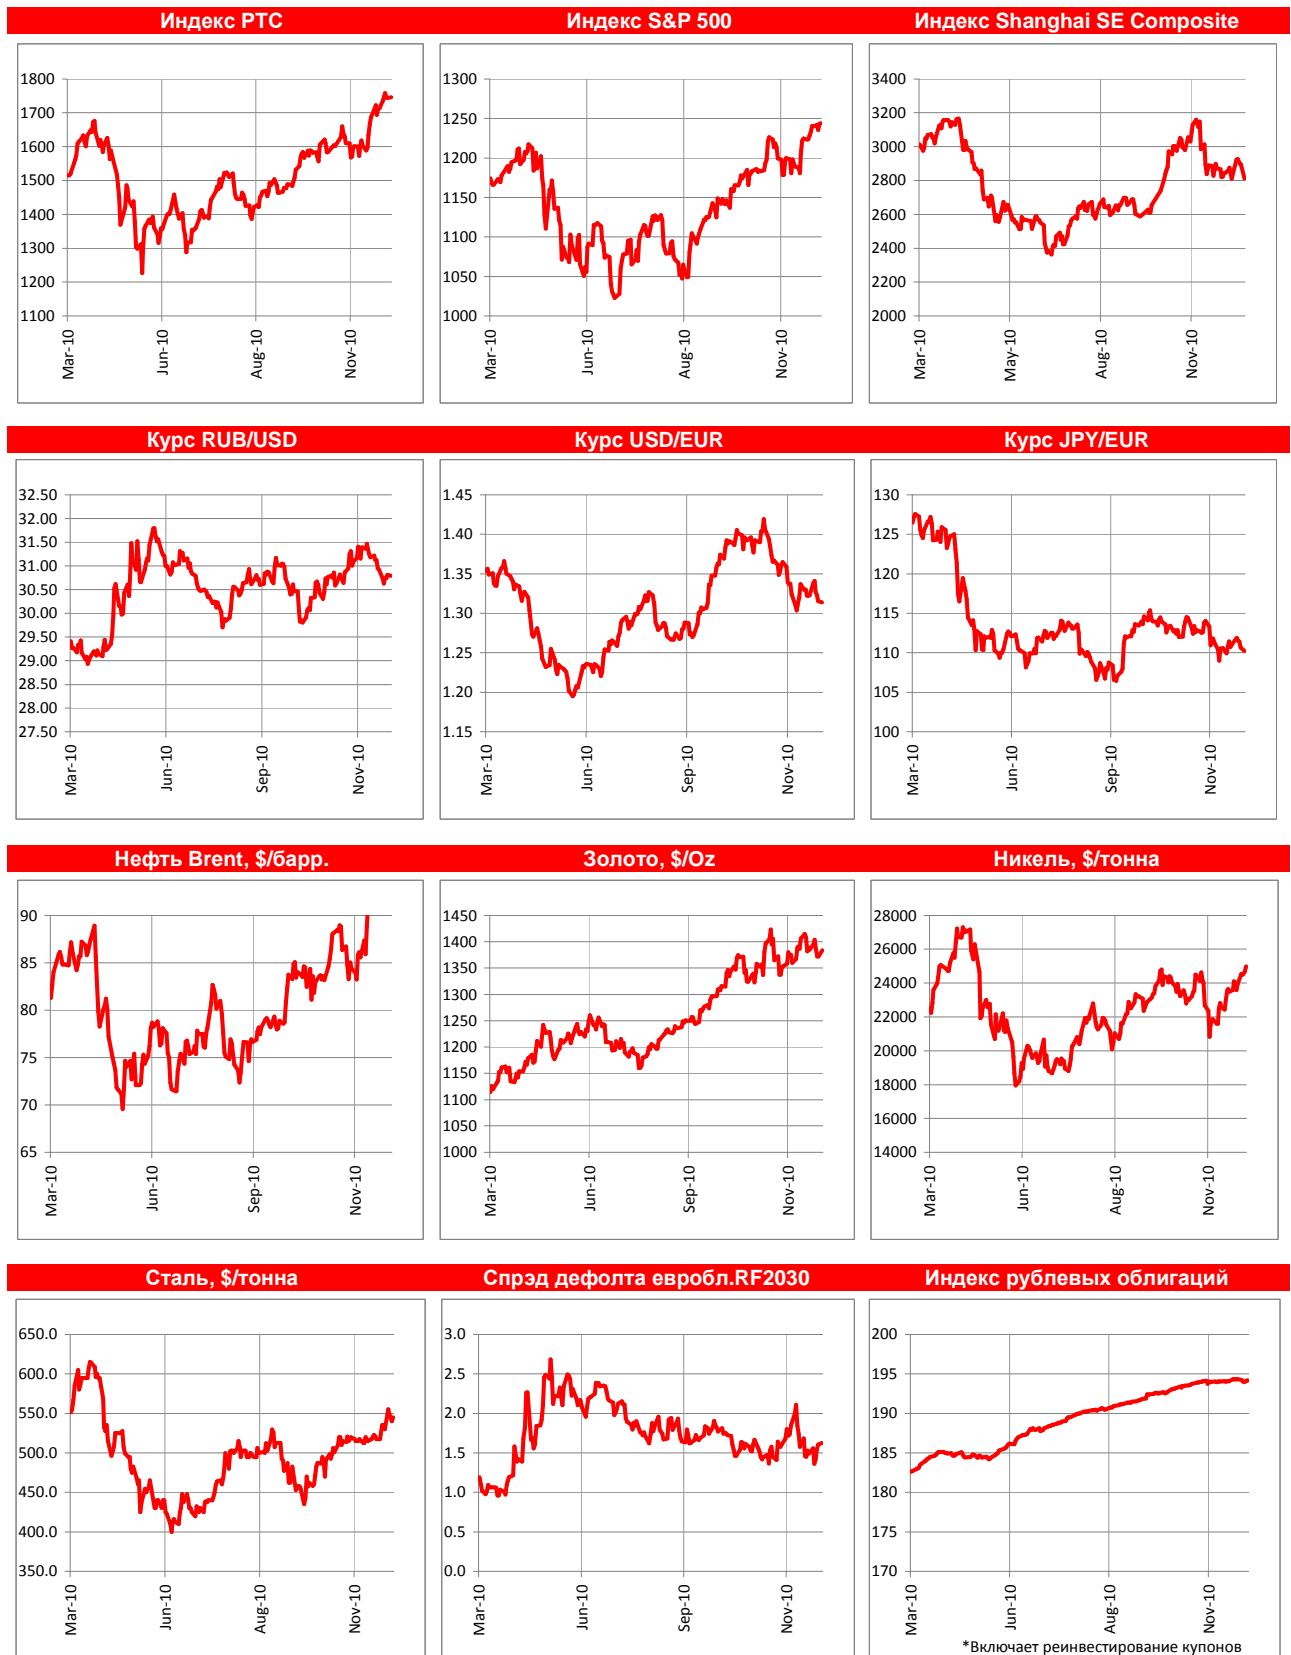 Индекс РТС
Индекс S&P 500
Индекс Shanghai SE Composite
1800
1700
1600
1500
1400
1300
1200
1100
Mar-10
Jun-10
Aug-10
Nov-10
1300
1250
1200
1150
1100
1050
1000
Mar-10
Jun-10
Aug-10
Nov-10
3400
3200
3000
2800
2600
2400
2200
2000
Mar-10
May-10
Aug-10
Nov-10
Курс RUB/USD
Курс USD/EUR
Курс JPY/EUR
32.50
32.00
31.50
31.00
30.50
30.00
29.50
29.00
28.50
28.00
27.50
Mar-10
Jun-10
Sep-10
Nov-10
1.45
1.40
1.35
1.30
1.25
1.20
1.15
Mar-10
Jun-10
Sep-10
Nov-10
130
125
120
115
110
105
100
Mar-10
Jun-10
Sep-10
Nov-10
Нефть Brent, $/барр.
Золото, $/Oz
Никель, $/тонна
90
85
80
75
70
65
Mar-10
Jun-10
Sep-10
Nov-10
1450
1400
1350
1300
1250
1200
1150
1100
1050
1000
Mar-10
Jun-10
Sep-10
Nov-10
28000
26000
24000
22000
20000
18000
16000
14000
Mar-10
Jun-10
Aug-10
Nov-10
Сталь, $/тонна
Спрэд дефолта евробл.RF2030
Индекс рублевых облигаций
650.0
600.0
550.0
500.0
450.0
400.0
350.0
Mar-10
Jun-10
Aug-10
Nov-10
3.0
2.5
2.0
1.5
1.0
0.5
0.0
Mar-10
Jun-10
Sep-10
Nov-10
200
195
190
185
180
175
170
Mar-10
Jun-10
Aug-10
Nov-10
*Включает реинвестирование купонов